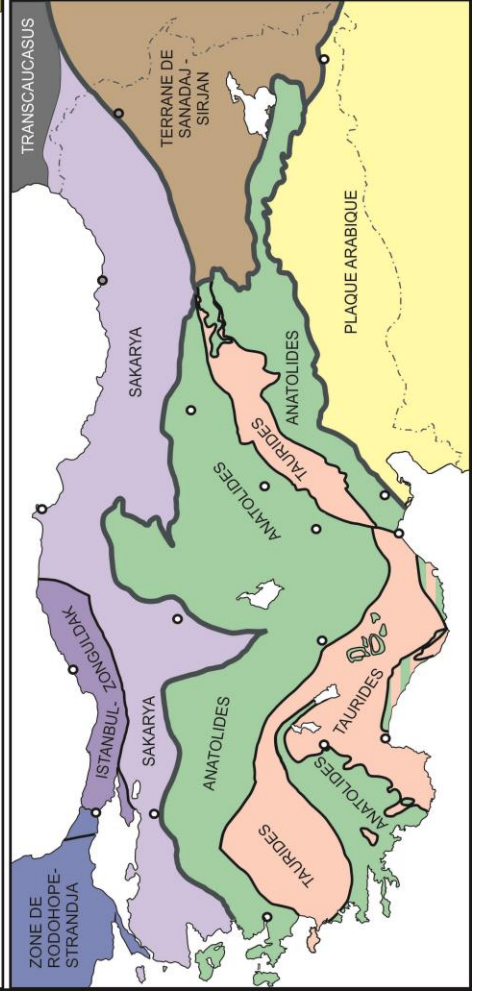 ZONE DE
RODOHOPE-
STRANDJA
ISTANBUL-
ZONGULDAK
SAKARYA
SAKARYA
TRANSCAUCASUS
TERRANE DE
SANADAJ -
SIRJAN
ANATOLIDES
ANATOLIDES
TAURIDES
ANATOLIDES
TAURIDES
ANATOLIDES
TAURIDES
PLAQUE ARABIQUE